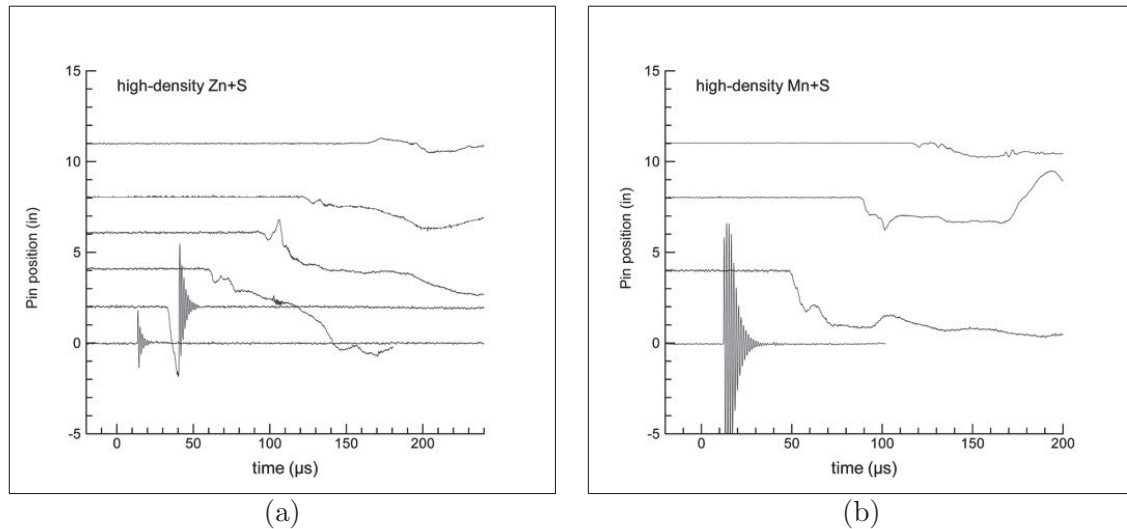 15
high-density Zn+S
10
5
0
-5
Pin position (in)
0 50 100 150 200
time (µs)
(a)
15
high-density Mn+S
10
5
0
-5
Pin position (in)
0 50 100 150 200
time (µs)
(b)